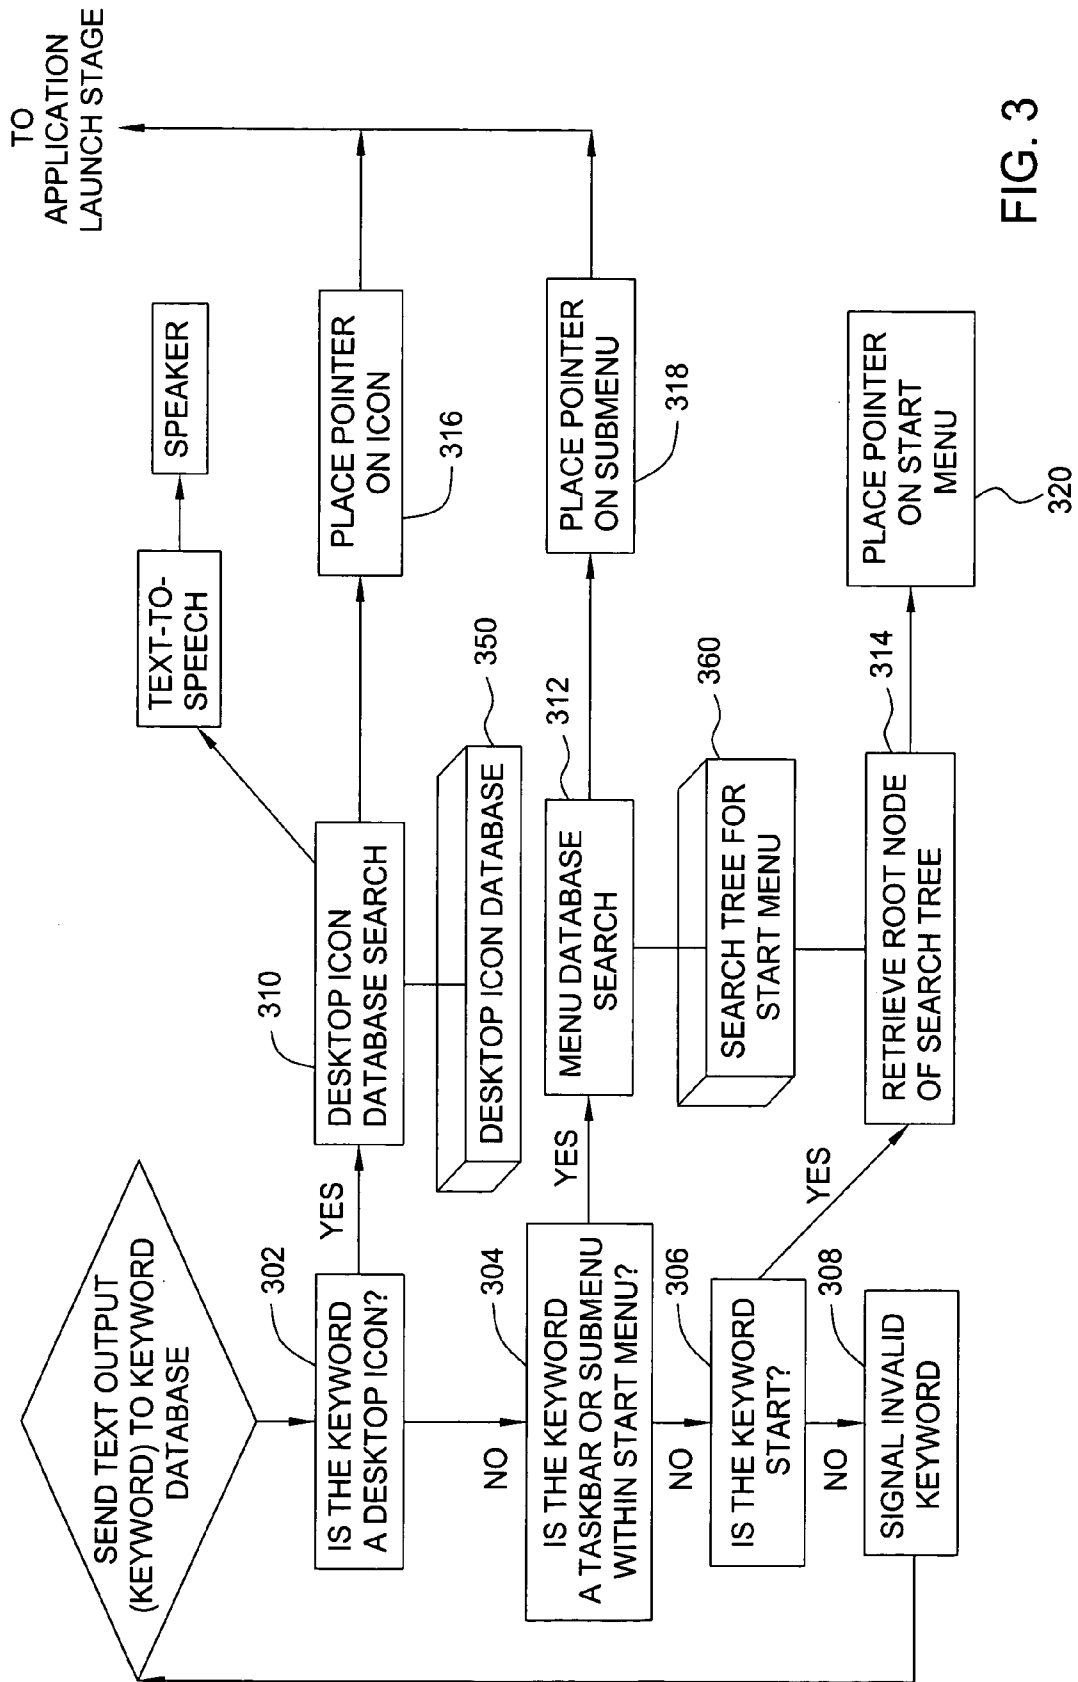 SEND TEXT OUTPUT
(KEYWORD) TO KEYWORD
DATABASE
302
IS THE KEYWORD
A DESKTOP ICON?
YES
NO
304
IS THE KEYWORD
A TASKBAR OR SUBMENU
WITHIN START MENU?
YES
NO
306
IS THE KEYWORD
START?
YES
NO
308
SIGNAL INVALID
KEYWORD
310
DESKTOP ICON
DATABASE SEARCH
350
DESKTOP ICON DATABASE
312
MENU DATABASE
SEARCH
360
SEARCH TREE FOR
START MENU
314
RETRIEVE ROOT NODE
OF SEARCH TREE
TEXT-TO-
SPEECH
SPEAKER
PLACE POINTER
ON ICON
316
PLACE POINTER
ON SUBMENU
318
PLACE POINTER
ON START
MENU
320
TO
APPLICATION
LAUNCH STAGE
FIG. 3